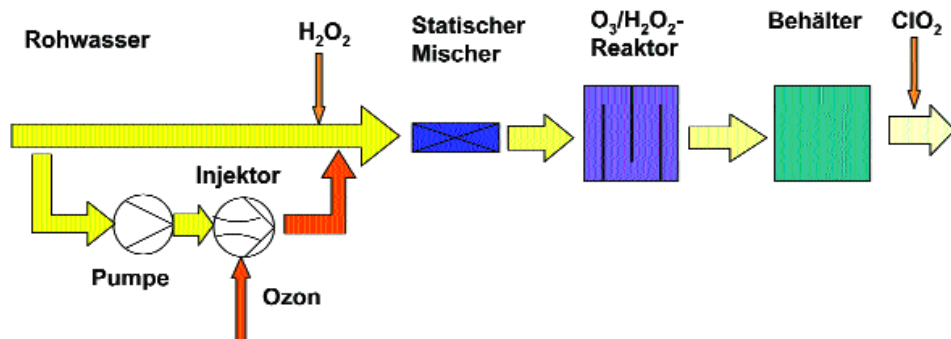 Rohwasser
H₂O₂
Statischer
Mischer
O₃/H₂O₂-
Reaktor
Behälter
ClO₂
Injektor
Pumpe
Ozon